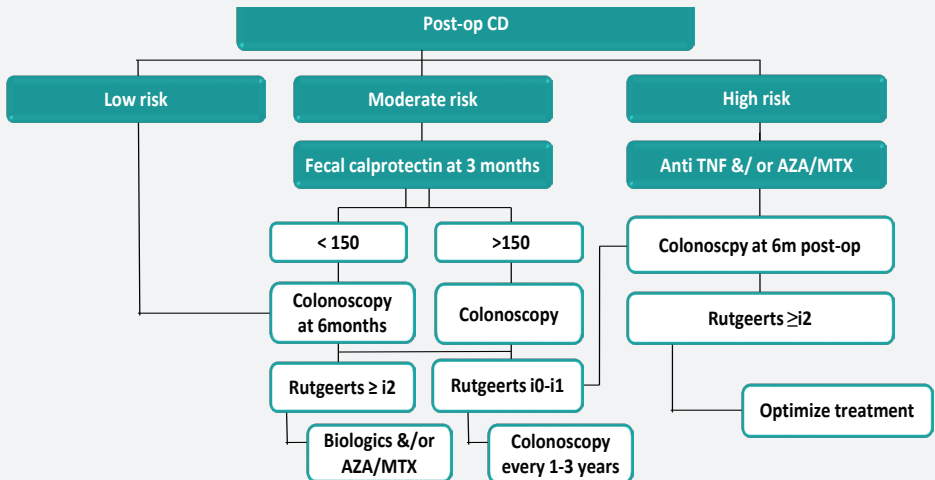 Post-op CD
Low risk
Moderate risk
High risk
Fecal calprotectin at 3 months
Anti TNF &/ or AZA/MTX
< 150
>150
Colonoscpy at 6m post-op
Colonoscopy
at 6months
Colonoscopy
Rutgeerts ≥i2
Rutgeerts ≥ i2
Rutgeerts i0-i1
Optimize treatment
Biologics &/or
AZA/MTX
Colonoscopy
every 1-3 years